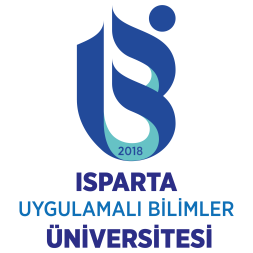 2018
ISPARTA
UYGULAMALI BİLİMLER
ÜNİVERSİTESİ